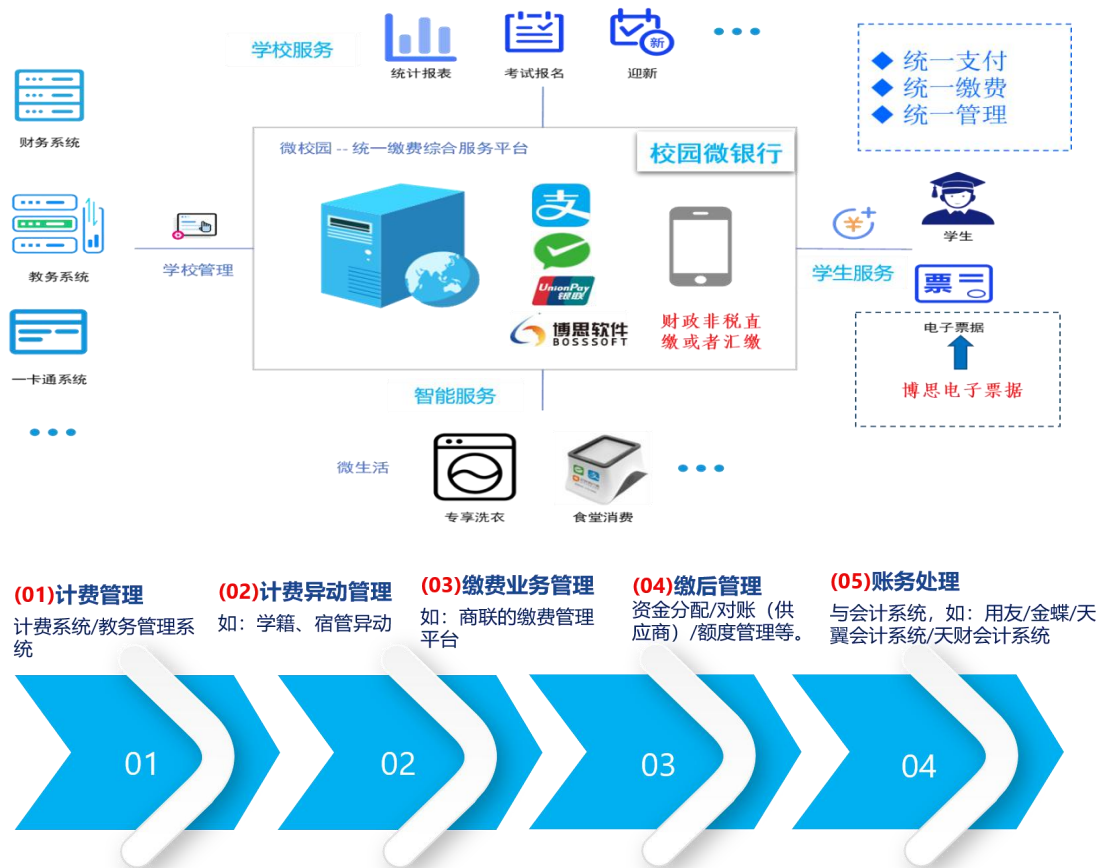 学校服务
统计报表
考试报名
新
迎新
统一支付
统一缴费
统一管理
财务系统
微校园 -- 统一缴费综合服务平台
校园微银行
支
学生
教务系统
学校管理
UnionPay
银联
¥
学生服务
票
博思软件
BOSSSOFT
财政非税直
缴或者汇缴
电子票据
博思电子票据
一卡通系统
智能服务
微生活
专享洗衣
食堂消费
(01)计费管理
计费系统/教务管理系
统
(02)计费异动管理
如：学籍、宿管异动
(03)缴费业务管理
如：商联的缴费管理
平台
(04)缴后管理
资金分配/对账（供
应商）/额度管理等。
(05)账务处理
与会计系统，如：用友/金蝶/天
翼会计系统/天财会计系统
01
02
03
04